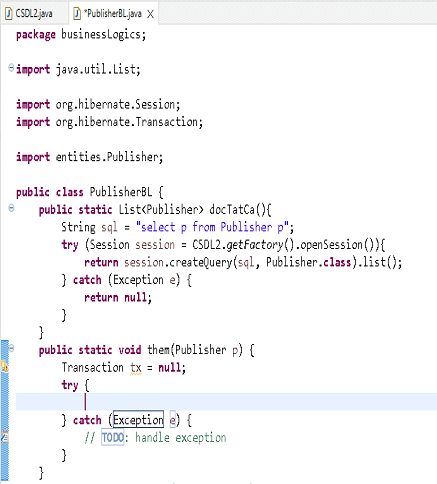 CSDL2.java *PublisherBL.java
package businessLogics;
import java.util.List;
import org.hibernate.Session;
import org.hibernate.Transaction;
import entities.Publisher;
public class PublisherBL {
public static List<Publisher> docTatCa(){
String sql = "select p from Publisher p";
try (Session session = CSDL2.getFactory().openSession()){
return session.createQuery(sql, Publisher.class).list();
} catch (Exception e) {
return null;
}
}
public static void them(Publisher p) {
Transaction tx = null;
try {
} catch (Exception e) {
// TODO: handle exception
}
}